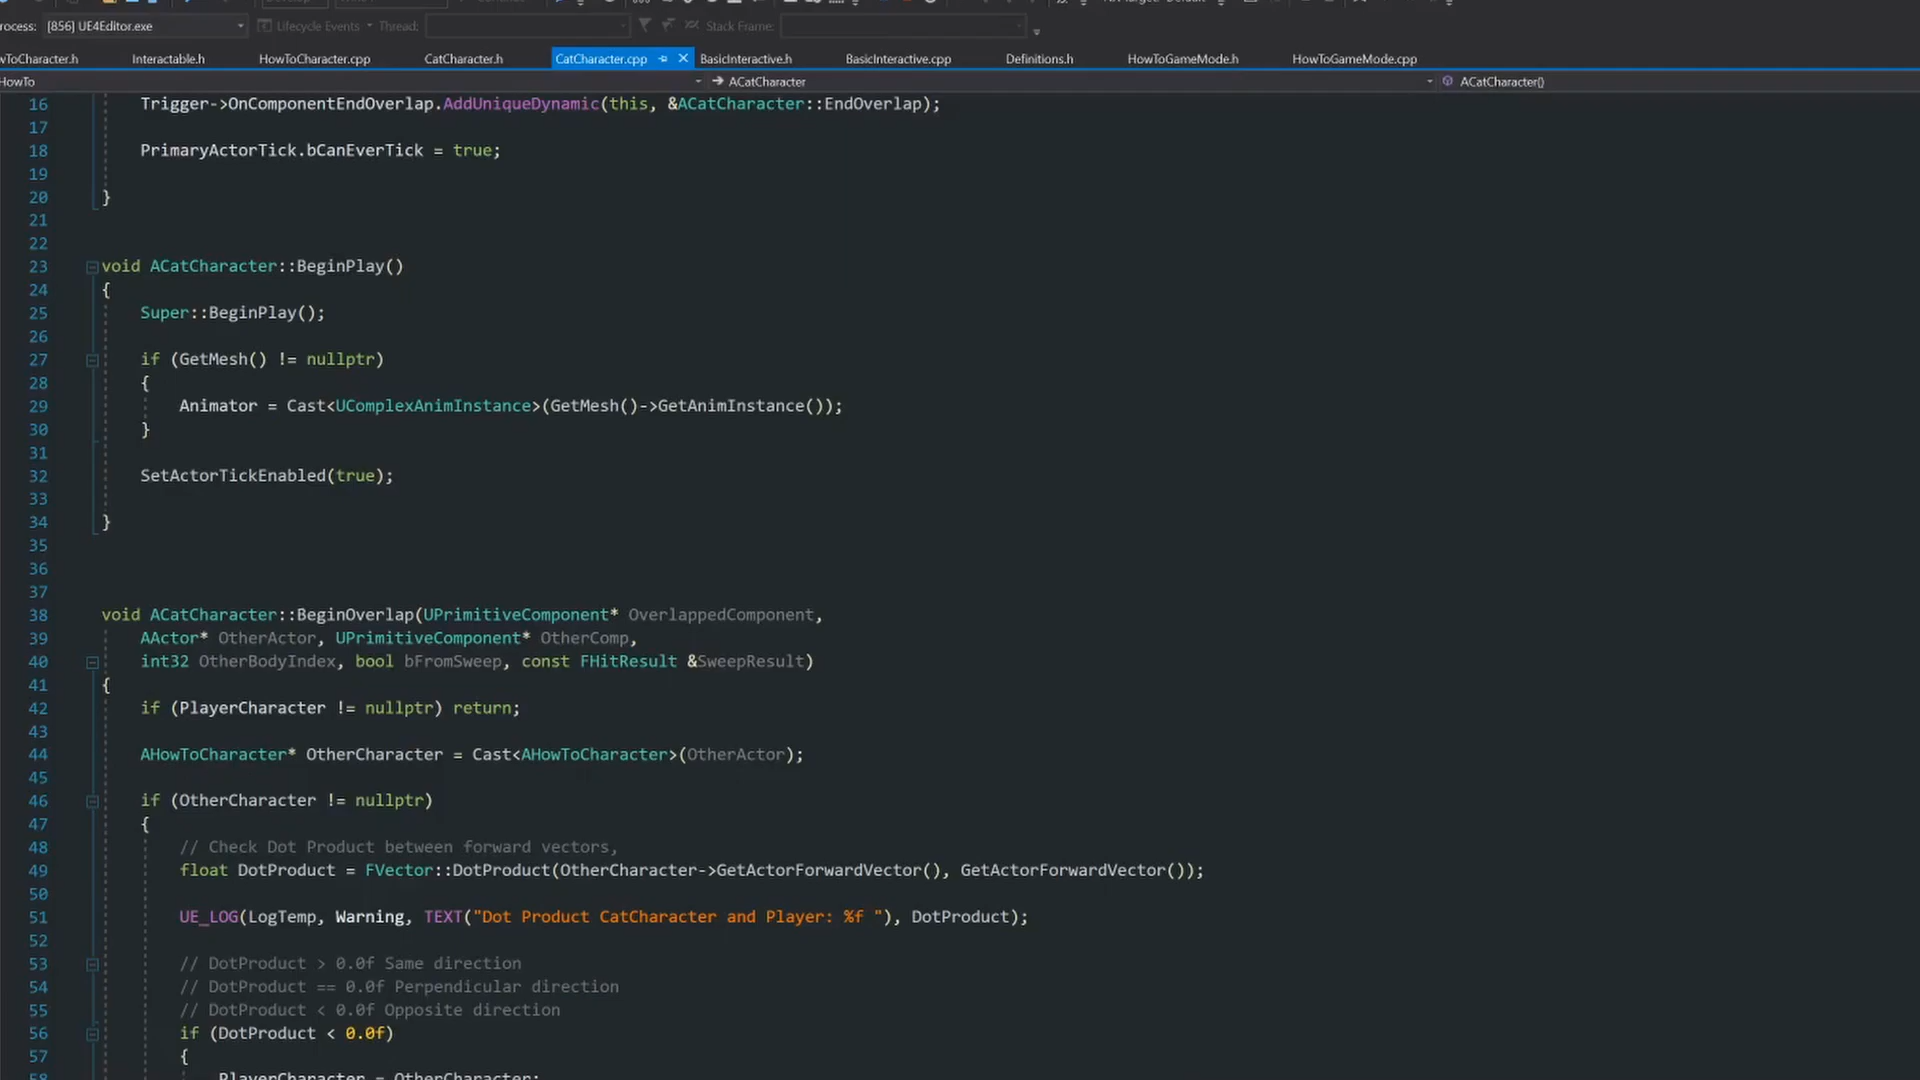 rocess: [856] UE4Editor.exe Lifecycle Events Thread: Stack Frame:
wToCharacter.h Interactable.h HowToCharacter.cpp CatCharacter.h CatCharacter.cpp BasicInteractive.h BasicInteractive.cpp Definitions.h HowToGameMode.h HowToGameMode.cpp
HowTo ACatCharacter ACatCharacter()
16 Trigger->OnComponentEndOverlap.AddUniqueDynamic(this, &ACatCharacter::EndOverlap);
17
18 PrimaryActorTick.bCanEverTick = true;
19
20 }
21
22
23 void ACatCharacter::BeginPlay()
24 {
25 Super::BeginPlay();
26
27 if (GetMesh() != nullptr)
28 {
29 Animator = Cast<UComplexAnimInstance>(GetMesh()->GetAnimInstance());
30 }
31
32 SetActorTickEnabled(true);
33
34 }
35
36
37
38 void ACatCharacter::BeginOverlap(UPrimitiveComponent* OverlappedComponent,
39 AActor* OtherActor, UPrimitiveComponent* OtherComp,
40 int32 OtherBodyIndex, bool bFromSweep, const FHitResult &SweepResult)
41 {
42 if (PlayerCharacter != nullptr) return;
43
44 AHowToCharacter* OtherCharacter = Cast<AHowToCharacter>(OtherActor);
45
46 if (OtherCharacter != nullptr)
47 {
48 // Check Dot Product between forward vectors,
49 float DotProduct = FVector::DotProduct(OtherCharacter->GetActorForwardVector(), GetActorForwardVector());
50
51 UE_LOG(LogTemp, Warning, TEXT("Dot Product CatCharacter and Player: %f "), DotProduct);
52
53 // DotProduct > 0.0f Same direction
54 // DotProduct == 0.0f Perpendicular direction
55 // DotProduct < 0.0f Opposite direction
56 if (DotProduct < 0.0f)
57 {
58 PlayerCharacter = OtherCharacter;